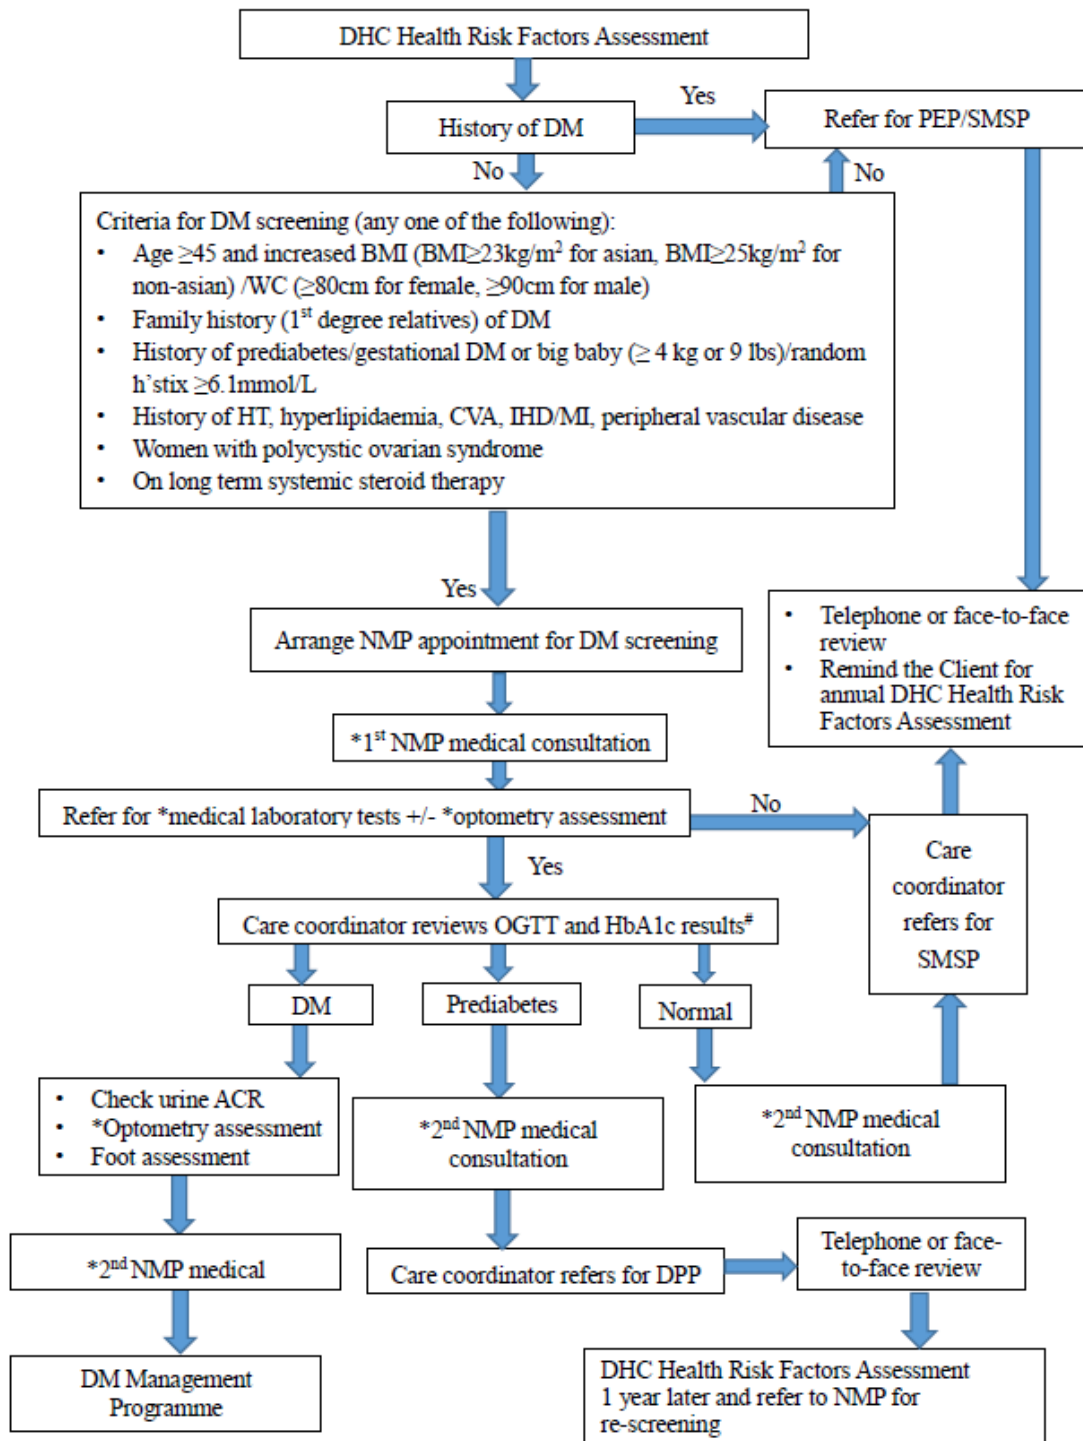 DHC Health Risk Factors Assessment
Yes
History of DM
Refer for PEP/SMSP
No
No
Criteria for DM screening (any one of the following):
• Age ≥45 and increased BMI (BMI≥23kg/m² for asian, BMI≥25kg/m² for
non-asian) /WC (≥80cm for female, ≥90cm for male)
• Family history (1st degree relatives) of DM
• History of prediabetes/gestational DM or big baby (≥ 4 kg or 9 lbs)/random
h’stix ≥6.1mmol/L
• History of HT, hyperlipidaemia, CVA, IHD/MI, peripheral vascular disease
• Women with polycystic ovarian syndrome
• On long term systemic steroid therapy
Yes
Arrange NMP appointment for DM screening
• Telephone or face-to-face
review
• Remind the Client for
annual DHC Health Risk
Factors Assessment
*1st NMP medical consultation
Refer for *medical laboratory tests +/- *optometry assessment
No
Yes
Care
coordinator
refers for
SMSP
Care coordinator reviews OGTT and HbA1c results#
DM
Prediabetes
Normal
• Check urine ACR
• *Optometry assessment
• Foot assessment
*2nd NMP medical
consultation
*2nd NMP medical
consultation
*2nd NMP medical
Care coordinator refers for DPP
Telephone or face-
to-face review
DM Management
Programme
DHC Health Risk Factors Assessment
1 year later and refer to NMP for
re-screening